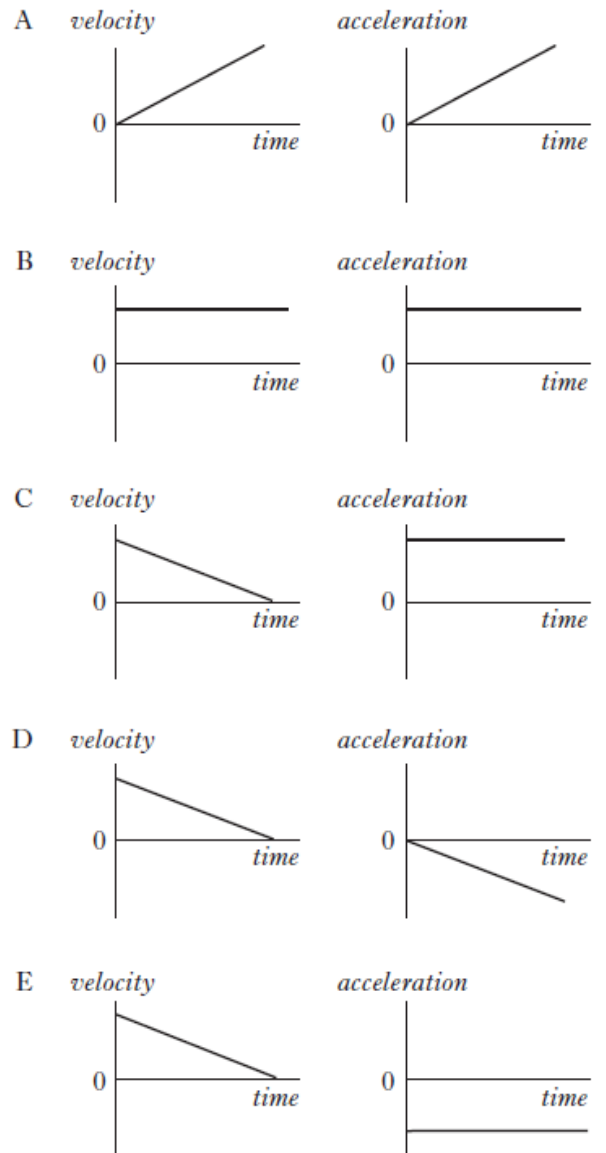 A velocity acceleration
0 0
time time
B velocity acceleration
0 0
time time
C velocity acceleration
0 0
time time
D velocity acceleration
0 0
time time
E velocity acceleration
0 0
time time